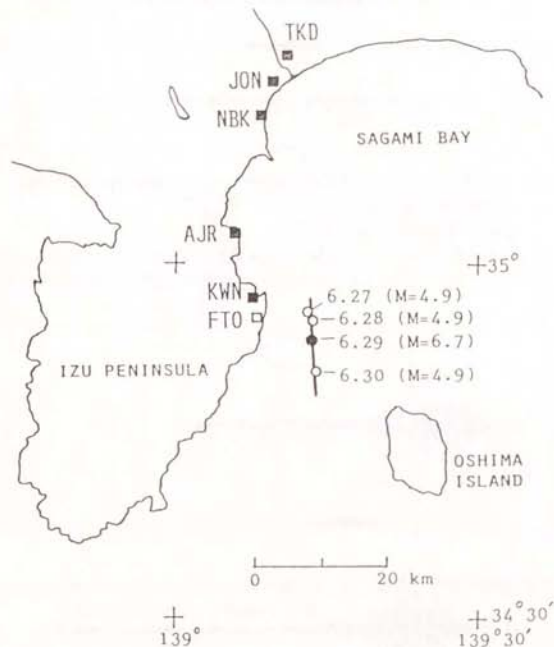 TKD
JON
NBK
SAGAMI BAY
AJR
35°
KWN
6.27 (M=4.9)
6.28 (M=4.9)
FTO
6.29 (M=6.7)
IZU PENINSULA
6.30 (M=4.9)
OSHIMA
ISLAND
0 20 km
34°30'
139° 139°30'